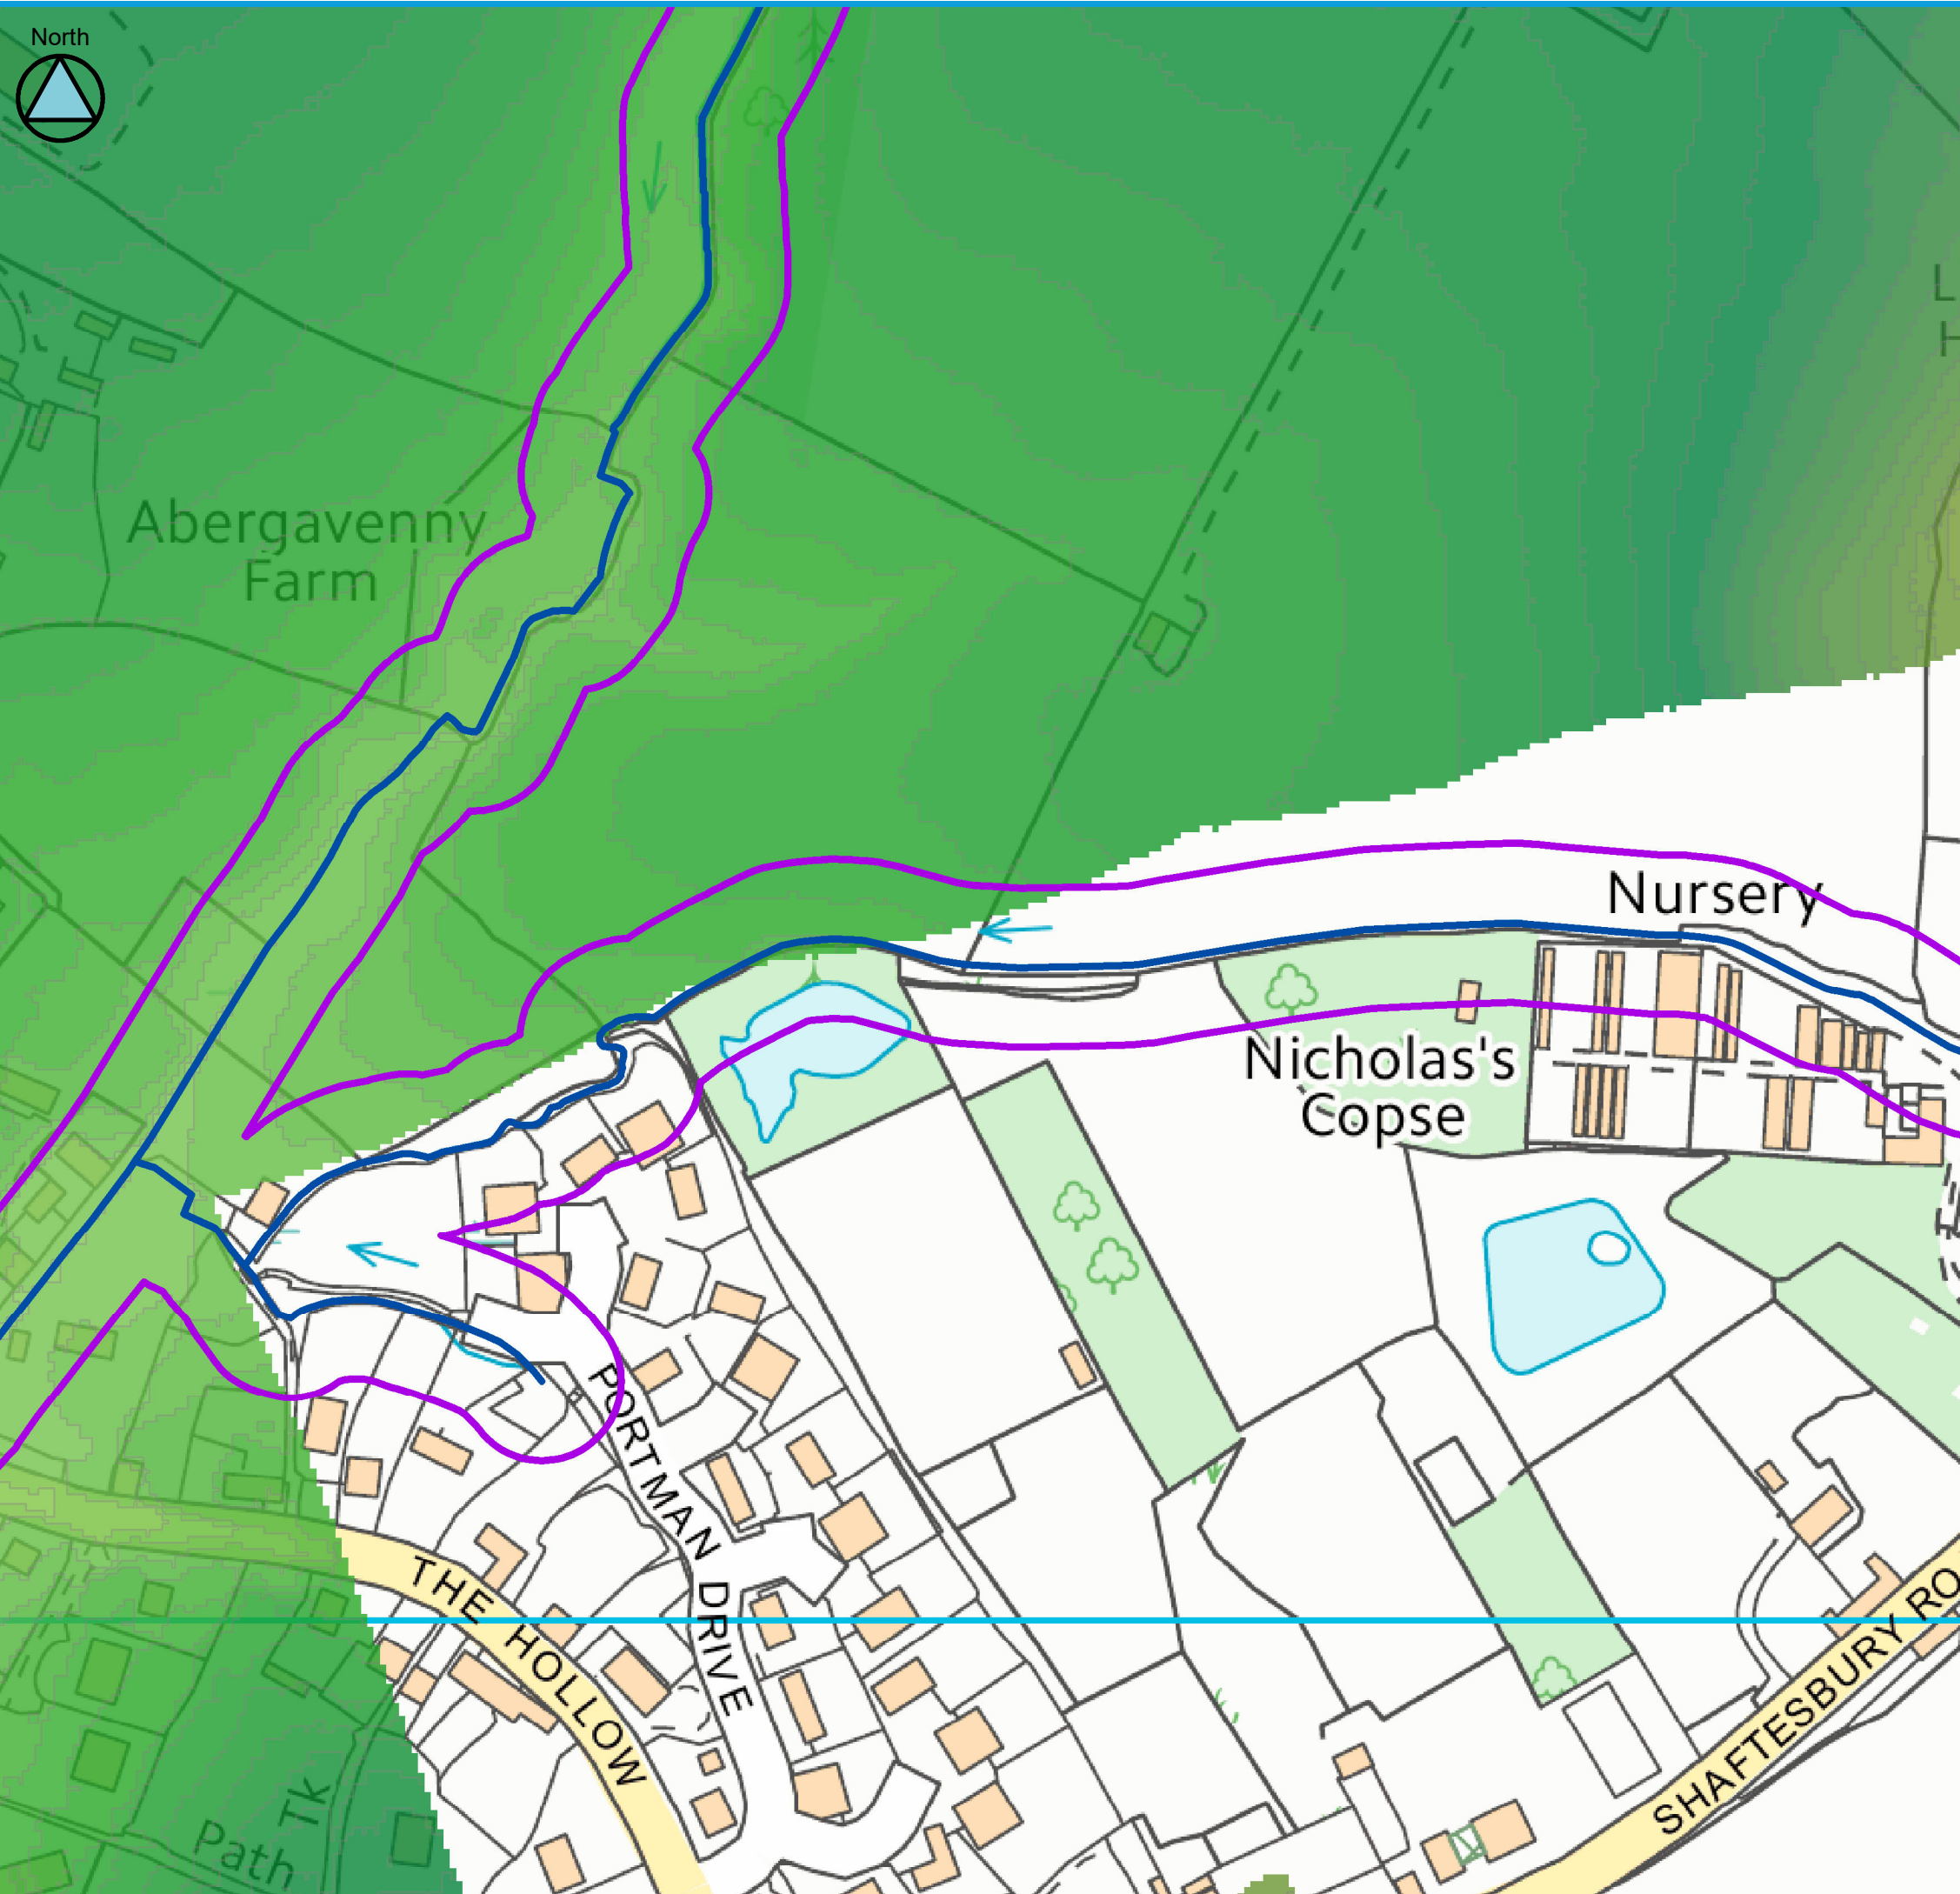 North
L
H
Abergavenny
Farm
Nursery
Nicholas's
Copse
PORTMAN DRIVE
THE HOLLOW
SHAFTESBURY RO
Tk
Path